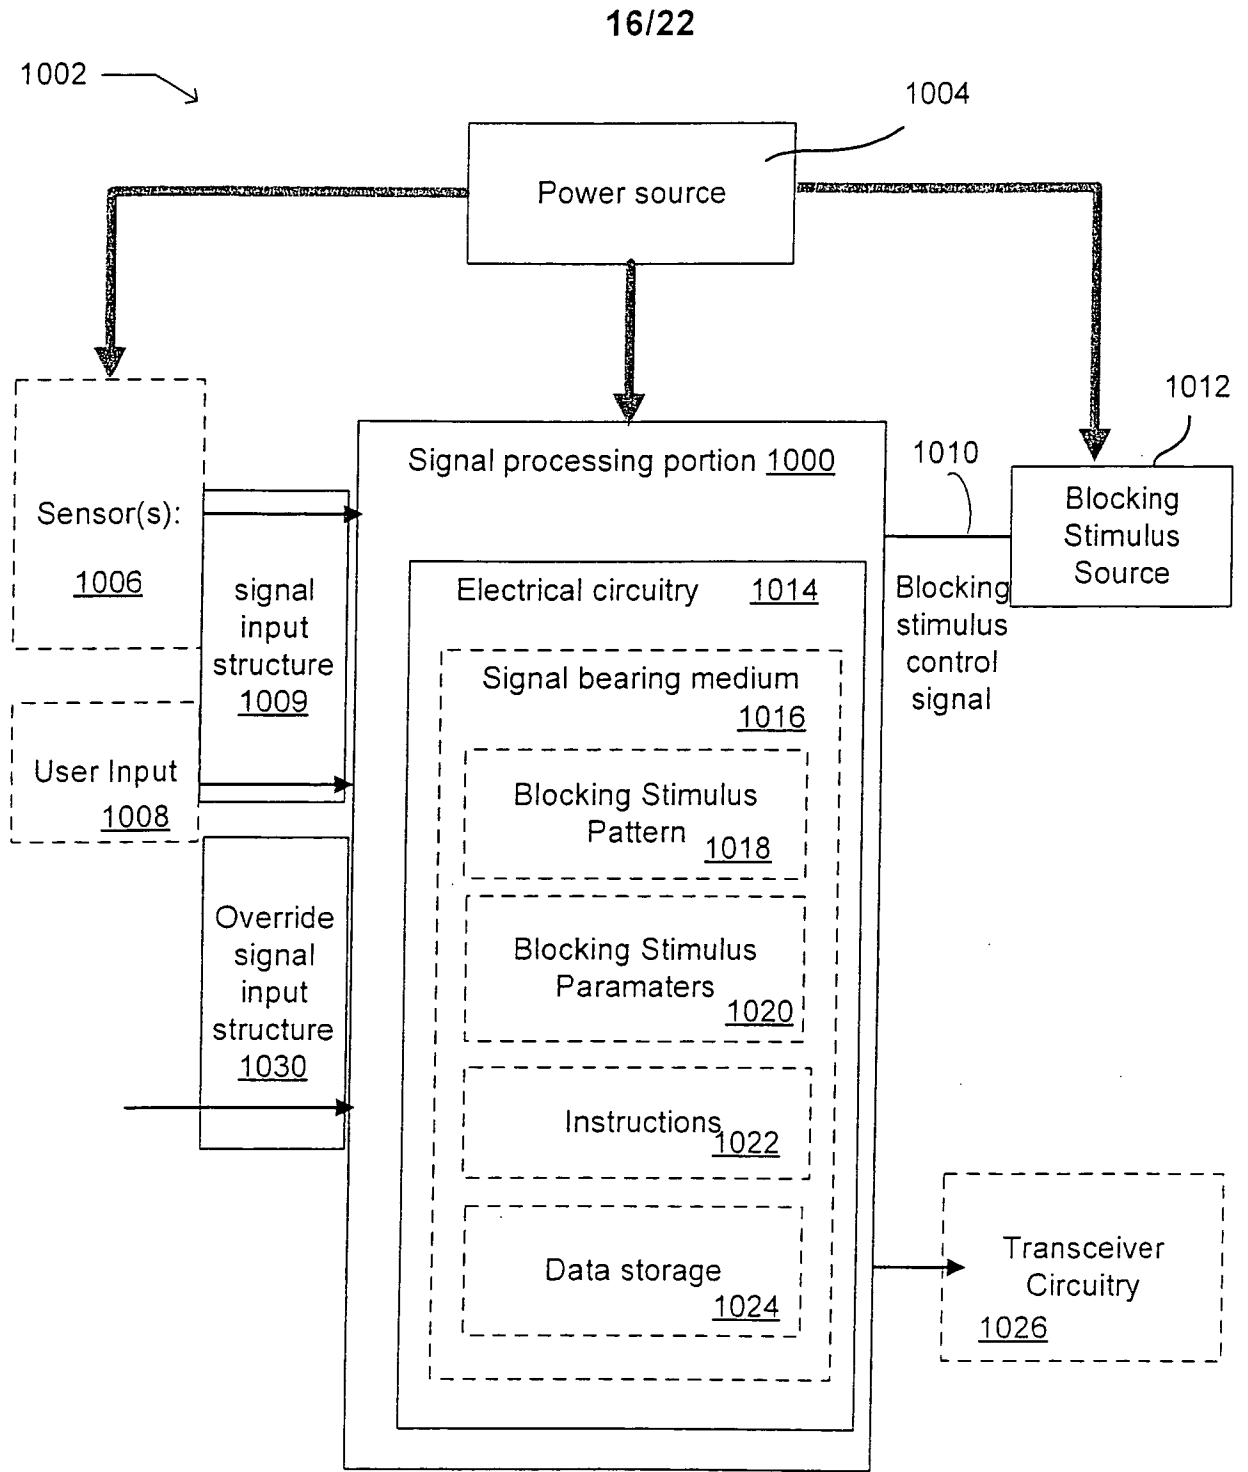 16/22
1002
1004
Power source
1012
Signal processing portion 1000
1010
Blocking
Stimulus
Source
Sensor(s):
1006
signal
input
structure
1009
Electrical circuitry 1014
Blocking
stimulus
control
signal
Signal bearing medium
1016
User Input
1008
Blocking Stimulus
Pattern
1018
Override
signal
input
structure
1030
Blocking Stimulus
Paramaters
1020
Instructions
1022
Data storage
1024
Transceiver
Circuitry
1026